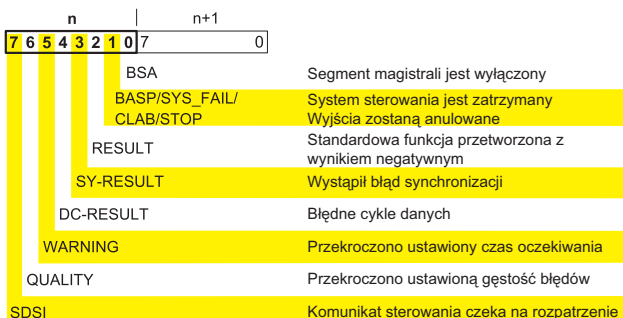 n n+1
7 6 5 4 3 2 1 0 7 0
BSA Segment magistrali jest wyłączony
BASP/SYS_FAIL/ System sterowania jest zatrzymany
CLAB/STOP Wyjścia zostaną anulowane
RESULT Standardowa funkcja przetworzona z
wynikiem negatywnym
SY-RESULT Wystąpił błąd synchronizacji
DC-RESULT Błędne cykle danych
WARNING Przekroczono ustawiony czas oczekiwania
QUALITY Przekroczono ustawioną gęstość błędów
SDSI Komunikat sterowania czeka na rozpatrzenie